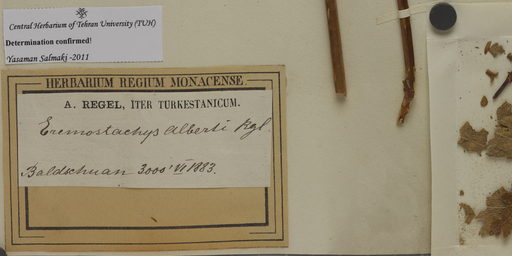 Central Herbarium of Tehran University (TUH)
Determination confirmed!
Yasaman Salmaki -2011
HERBARIUM REGIUM MONACENSE
A. REGEL, ITER TURKESTANICUM.
Eremostachys Alberti Rgl.
Baldschuan 3000' VI 1883.